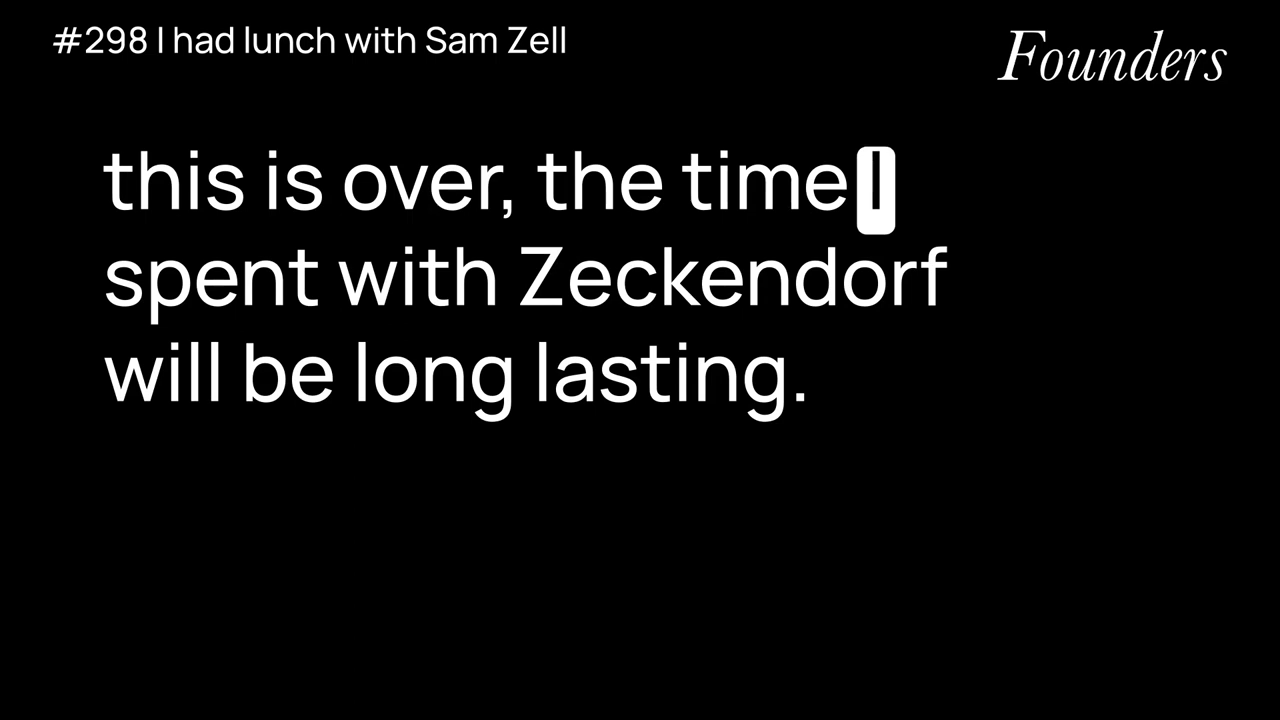 #298 I had lunch with Sam Zell
Founders
this is over, the time I
spent with Zeckendorf
will be long lasting.